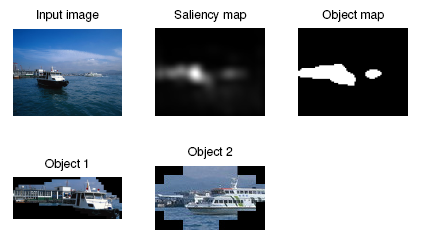 Input image
Saliency map
Object map
Object 1
Object 2